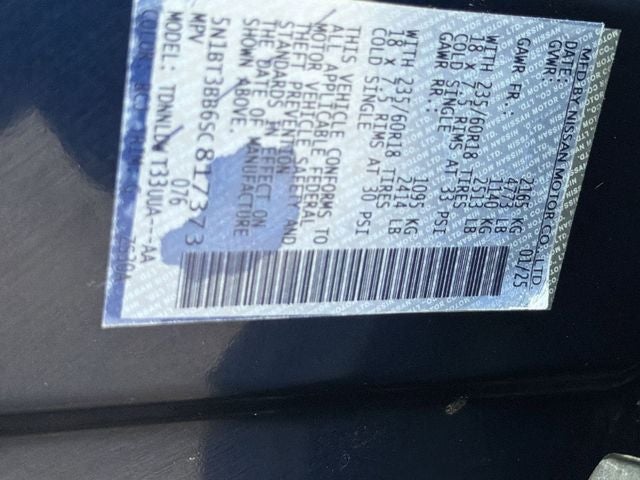 MFD BY NISSAN MOTOR CO., LTD.
DATE: 01/25
GVWR: 2165 KG
4773 LB
GAWR FR: 1140 KG
2513 LB
WITH 235/60R18 TIRES
18 X 7.5 RIMS AT 33 PSI
COLD SINGLE
GAWR RR: 1095 KG
2414 LB
WITH 235/60R18 TIRES
18 X 7.5 RIMS AT 30 PSI
COLD SINGLE
THIS VEHICLE CONFORMS TO
ALL APPLICABLE FEDERAL
MOTOR VEHICLE SAFETY AND
THEFT PREVENTION
STANDARDS IN EFFECT ON
THE DATE OF MANUFACTURE
SHOWN ABOVE.
5N1BT3BB6SC817373
MPV 076
MODEL:
COLOR: